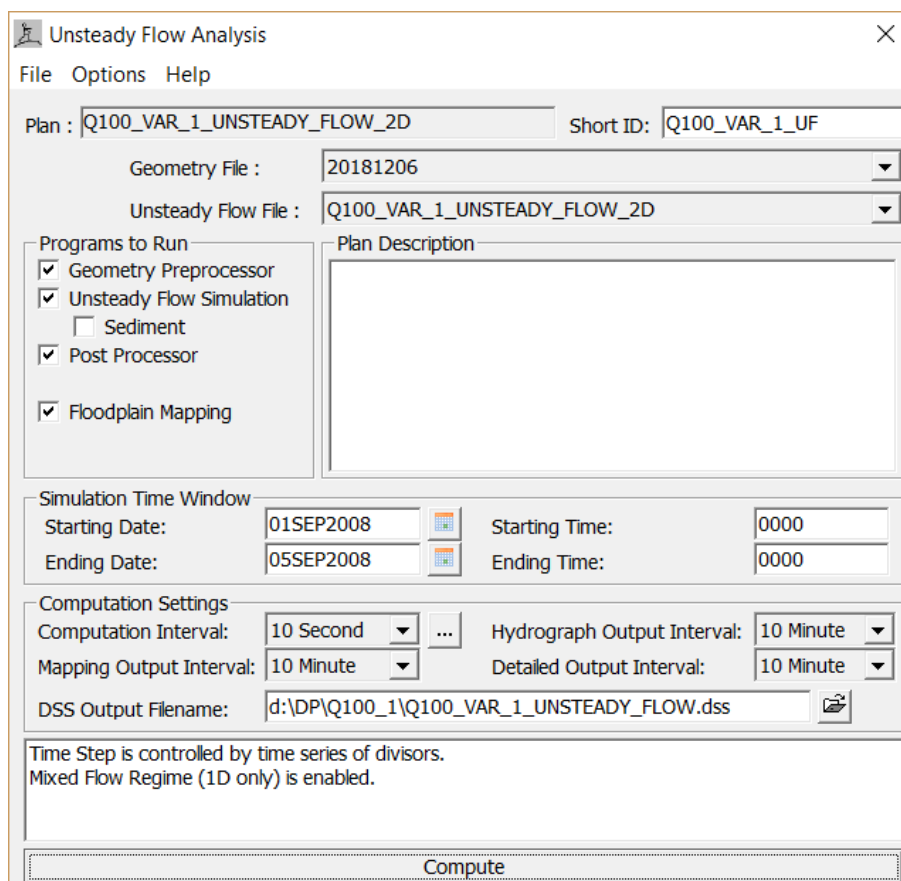 Unsteady Flow Analysis
File Options Help
Plan : Q100_VAR_1_UNSTEADY_FLOW_2D Short ID: Q100_VAR_1_UF
Geometry File : 20181206
Unsteady Flow File : Q100_VAR_1_UNSTEADY_FLOW_2D
Programs to Run
Geometry Preprocessor
Unsteady Flow Simulation
Sediment
Post Processor
Floodplain Mapping
Plan Description
Simulation Time Window
Starting Date: 01SEP2008 Starting Time: 0000
Ending Date: 05SEP2008 Ending Time: 0000
Computation Settings
Computation Interval: 10 Second ... Hydrograph Output Interval: 10 Minute
Mapping Output Interval: 10 Minute Detailed Output Interval: 10 Minute
DSS Output Filename: d:\DP\Q100_1\Q100_VAR_1_UNSTEADY_FLOW.dss
Time Step is controlled by time series of divisors.
Mixed Flow Regime (1D only) is enabled.
Compute